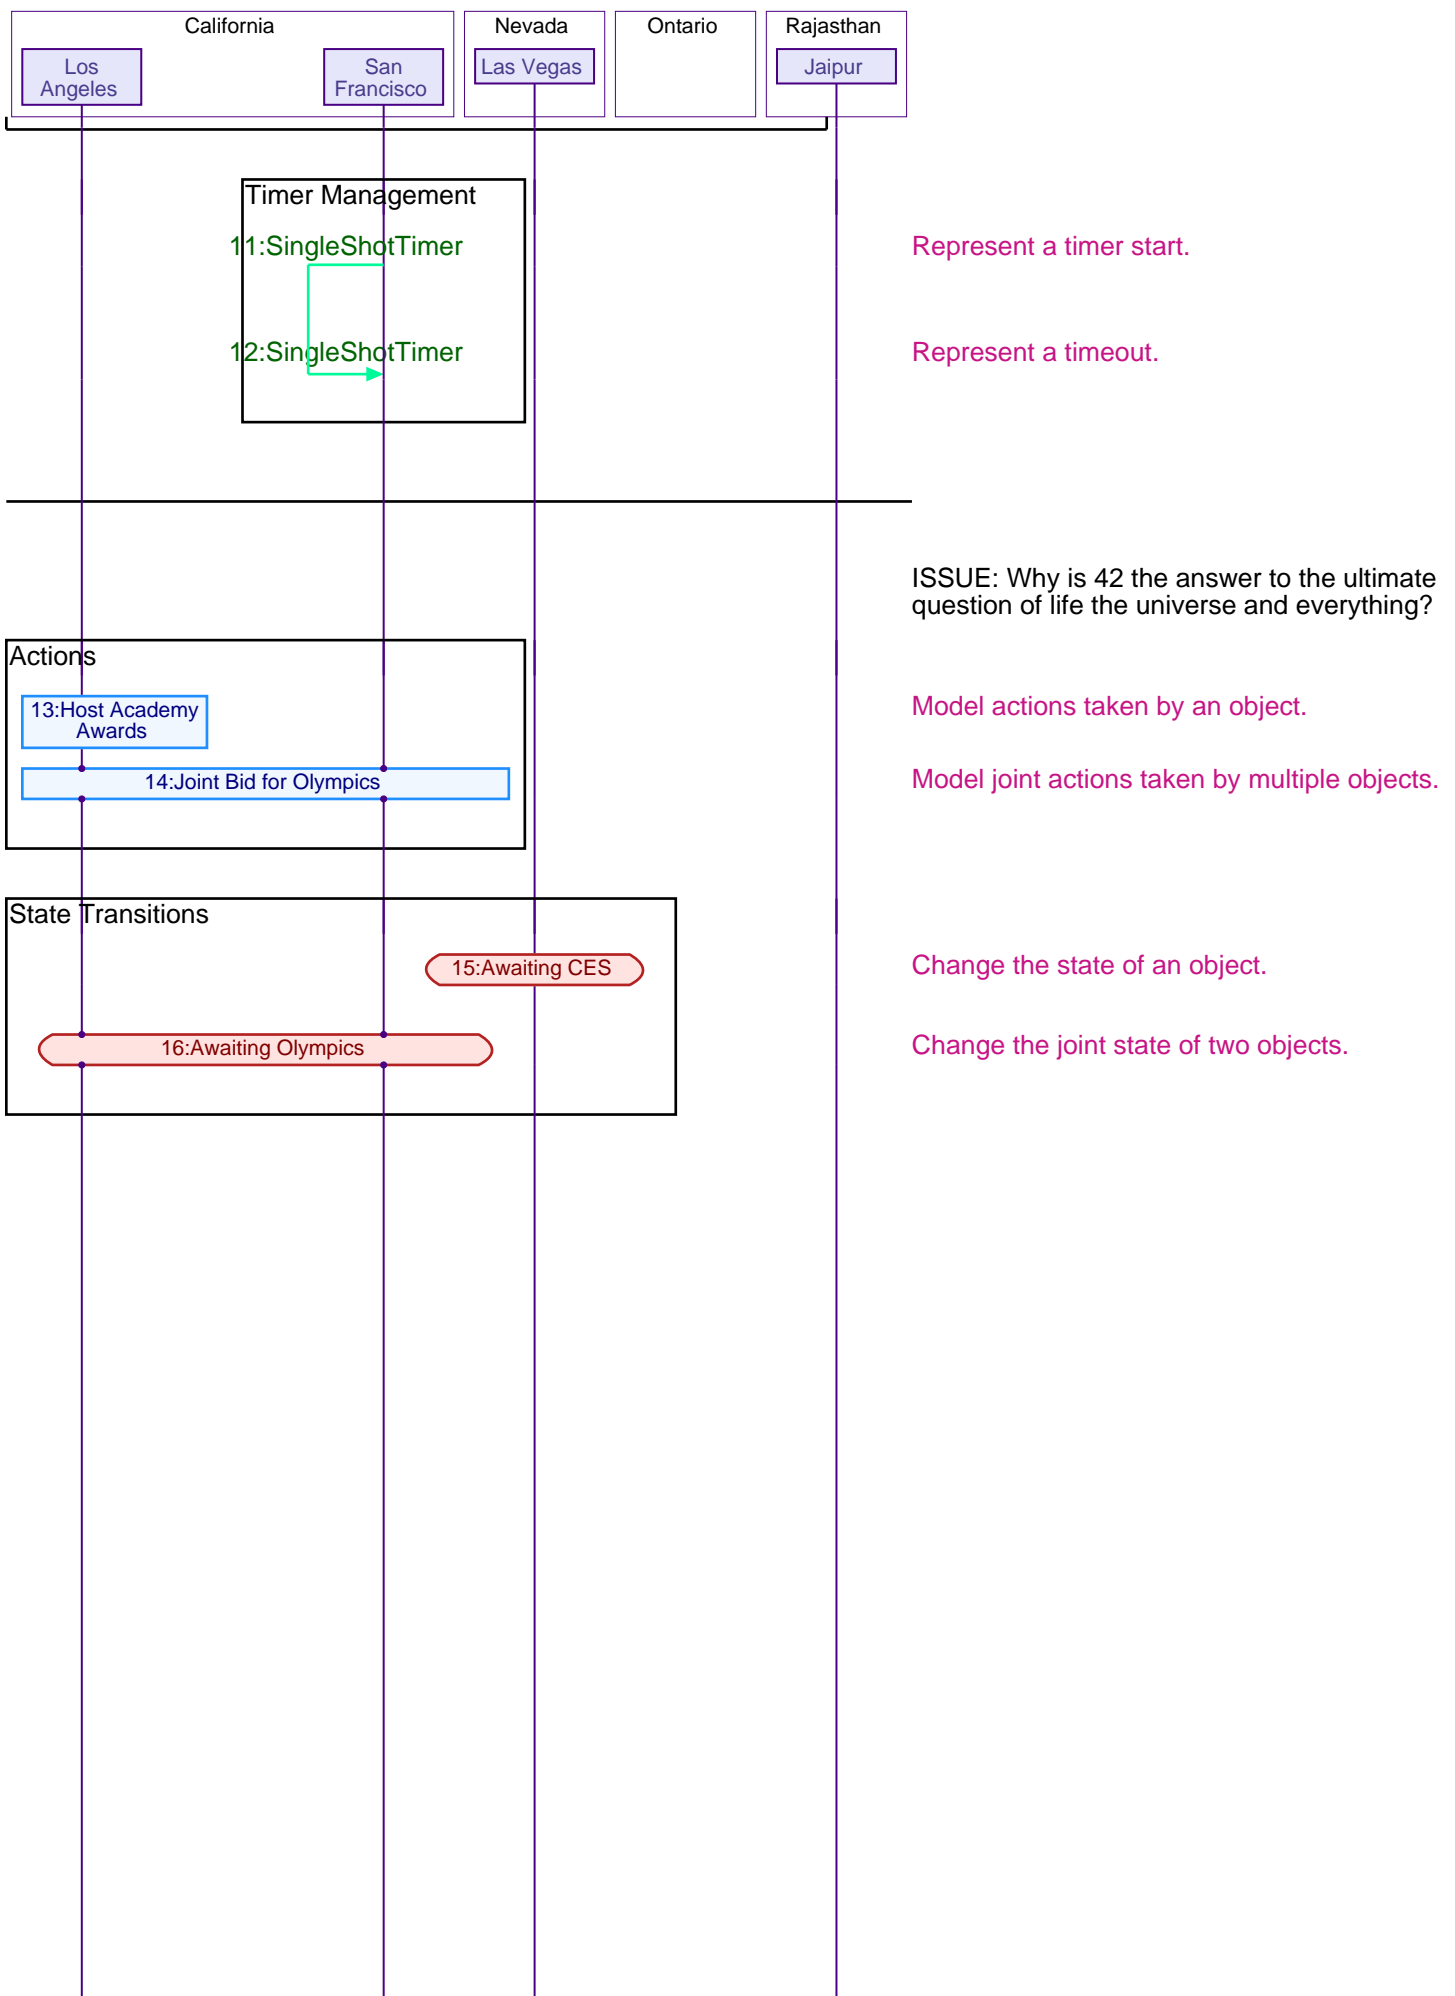 California
Nevada
Ontario
Rajasthan
Los
Angeles
San
Francisco
Las Vegas
Jaipur
Timer Management
11:SingleShotTimer
Represent a timer start.
12:SingleShotTimer
Represent a timeout.
ISSUE: Why is 42 the answer to the ultimate
question of life the universe and everything?
Actions
13:Host Academy
Awards
Model actions taken by an object.
14:Joint Bid for Olympics
Model joint actions taken by multiple objects.
State Transitions
15:Awaiting CES
Change the state of an object.
16:Awaiting Olympics
Change the joint state of two objects.